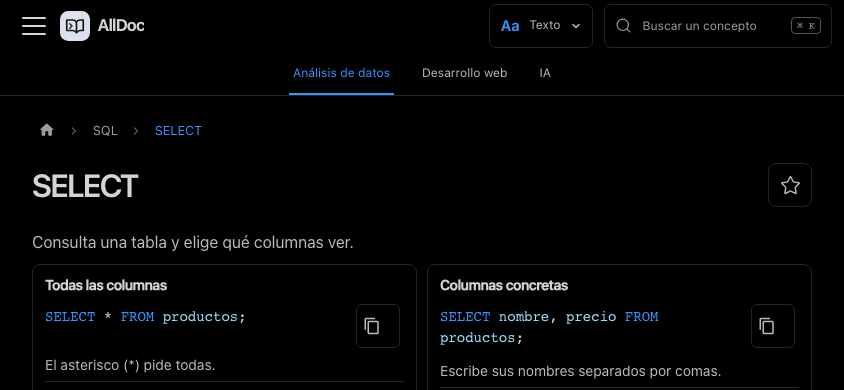 AllDoc
Aa Texto
Buscar un concepto ⌘ K
Análisis de datos Desarrollo web IA
SQL > SELECT
SELECT
Consulta una tabla y elige qué columnas ver.
Todas las columnas
SELECT * FROM productos;
El asterisco (*) pide todas.
Columnas concretas
SELECT nombre, precio FROM
productos;
Escribe sus nombres separados por comas.